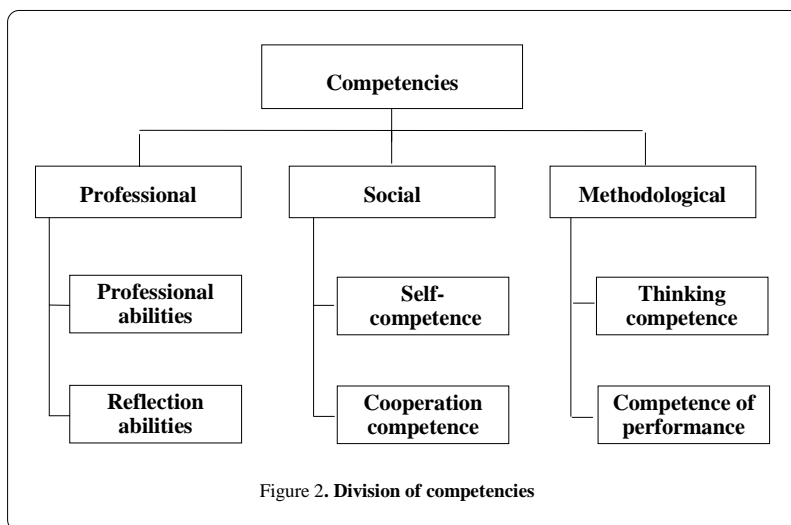 Competencies
Professional
Social
Methodological
Professional
abilities
Self-
competence
Thinking
competence
Reflection
abilities
Cooperation
competence
Competence of
performance
Figure 2. Division of competencies